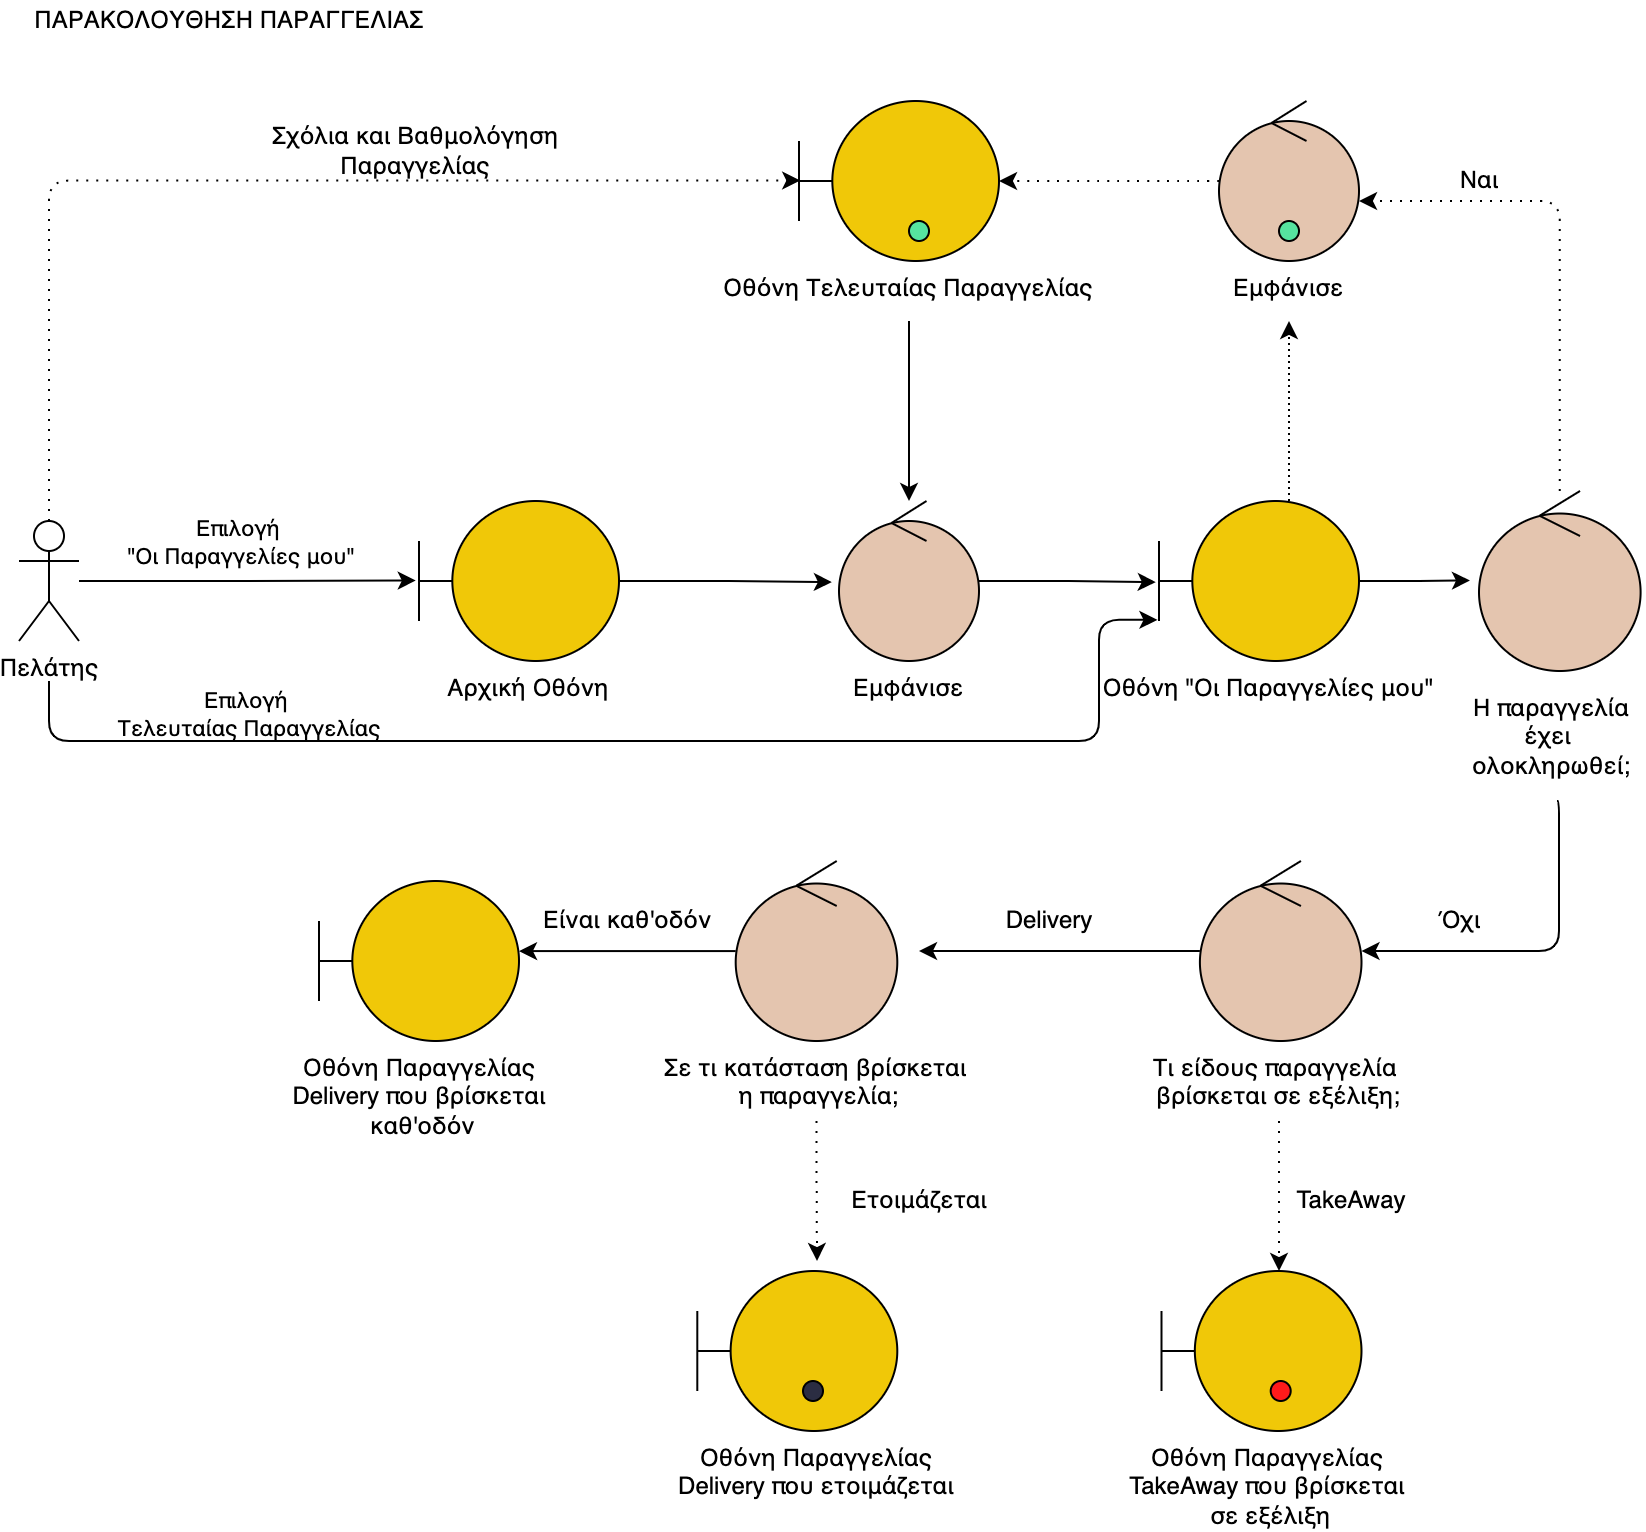 ΠΑΡΑΚΟΛΟΥΘΗΣΗ ΠΑΡΑΓΓΕΛΙΑΣ
Σχόλια και Βαθμολόγηση
Παραγγελίας
Ναι
Οθόνη Τελευταίας Παραγγελίας
Εμφάνισε
Επιλογή
"Οι Παραγγελίες μου"
Πελάτης
Αρχική Οθόνη
Εμφάνισε
Οθόνη "Οι Παραγγελίες μου"
Η παραγγελία
έχει
ολοκληρωθεί;
Επιλογή
Τελευταίας Παραγγελίας
Είναι καθ'οδόν
Delivery
Όχι
Οθόνη Παραγγελίας
Delivery που βρίσκεται
καθ'οδόν
Σε τι κατάσταση βρίσκεται
η παραγγελία;
Τι είδους παραγγελία
βρίσκεται σε εξέλιξη;
Ετοιμάζεται
TakeAway
Οθόνη Παραγγελίας
Delivery που ετοιμάζεται
Οθόνη Παραγγελίας
TakeAway που βρίσκεται
σε εξέλιξη